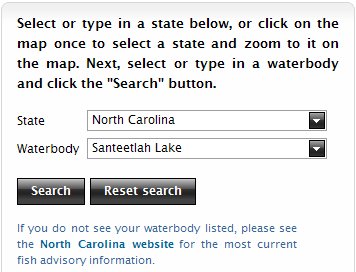 Select or type in a state below, or click on the
map once to select a state and zoom to it on
the map. Next, select or type in a waterbody
and click the "Search" button.
State North Carolina
Waterbody Santeetlah Lake
Search Reset search
If you do not see your waterbody listed, please see
the North Carolina website for the most current
fish advisory information.